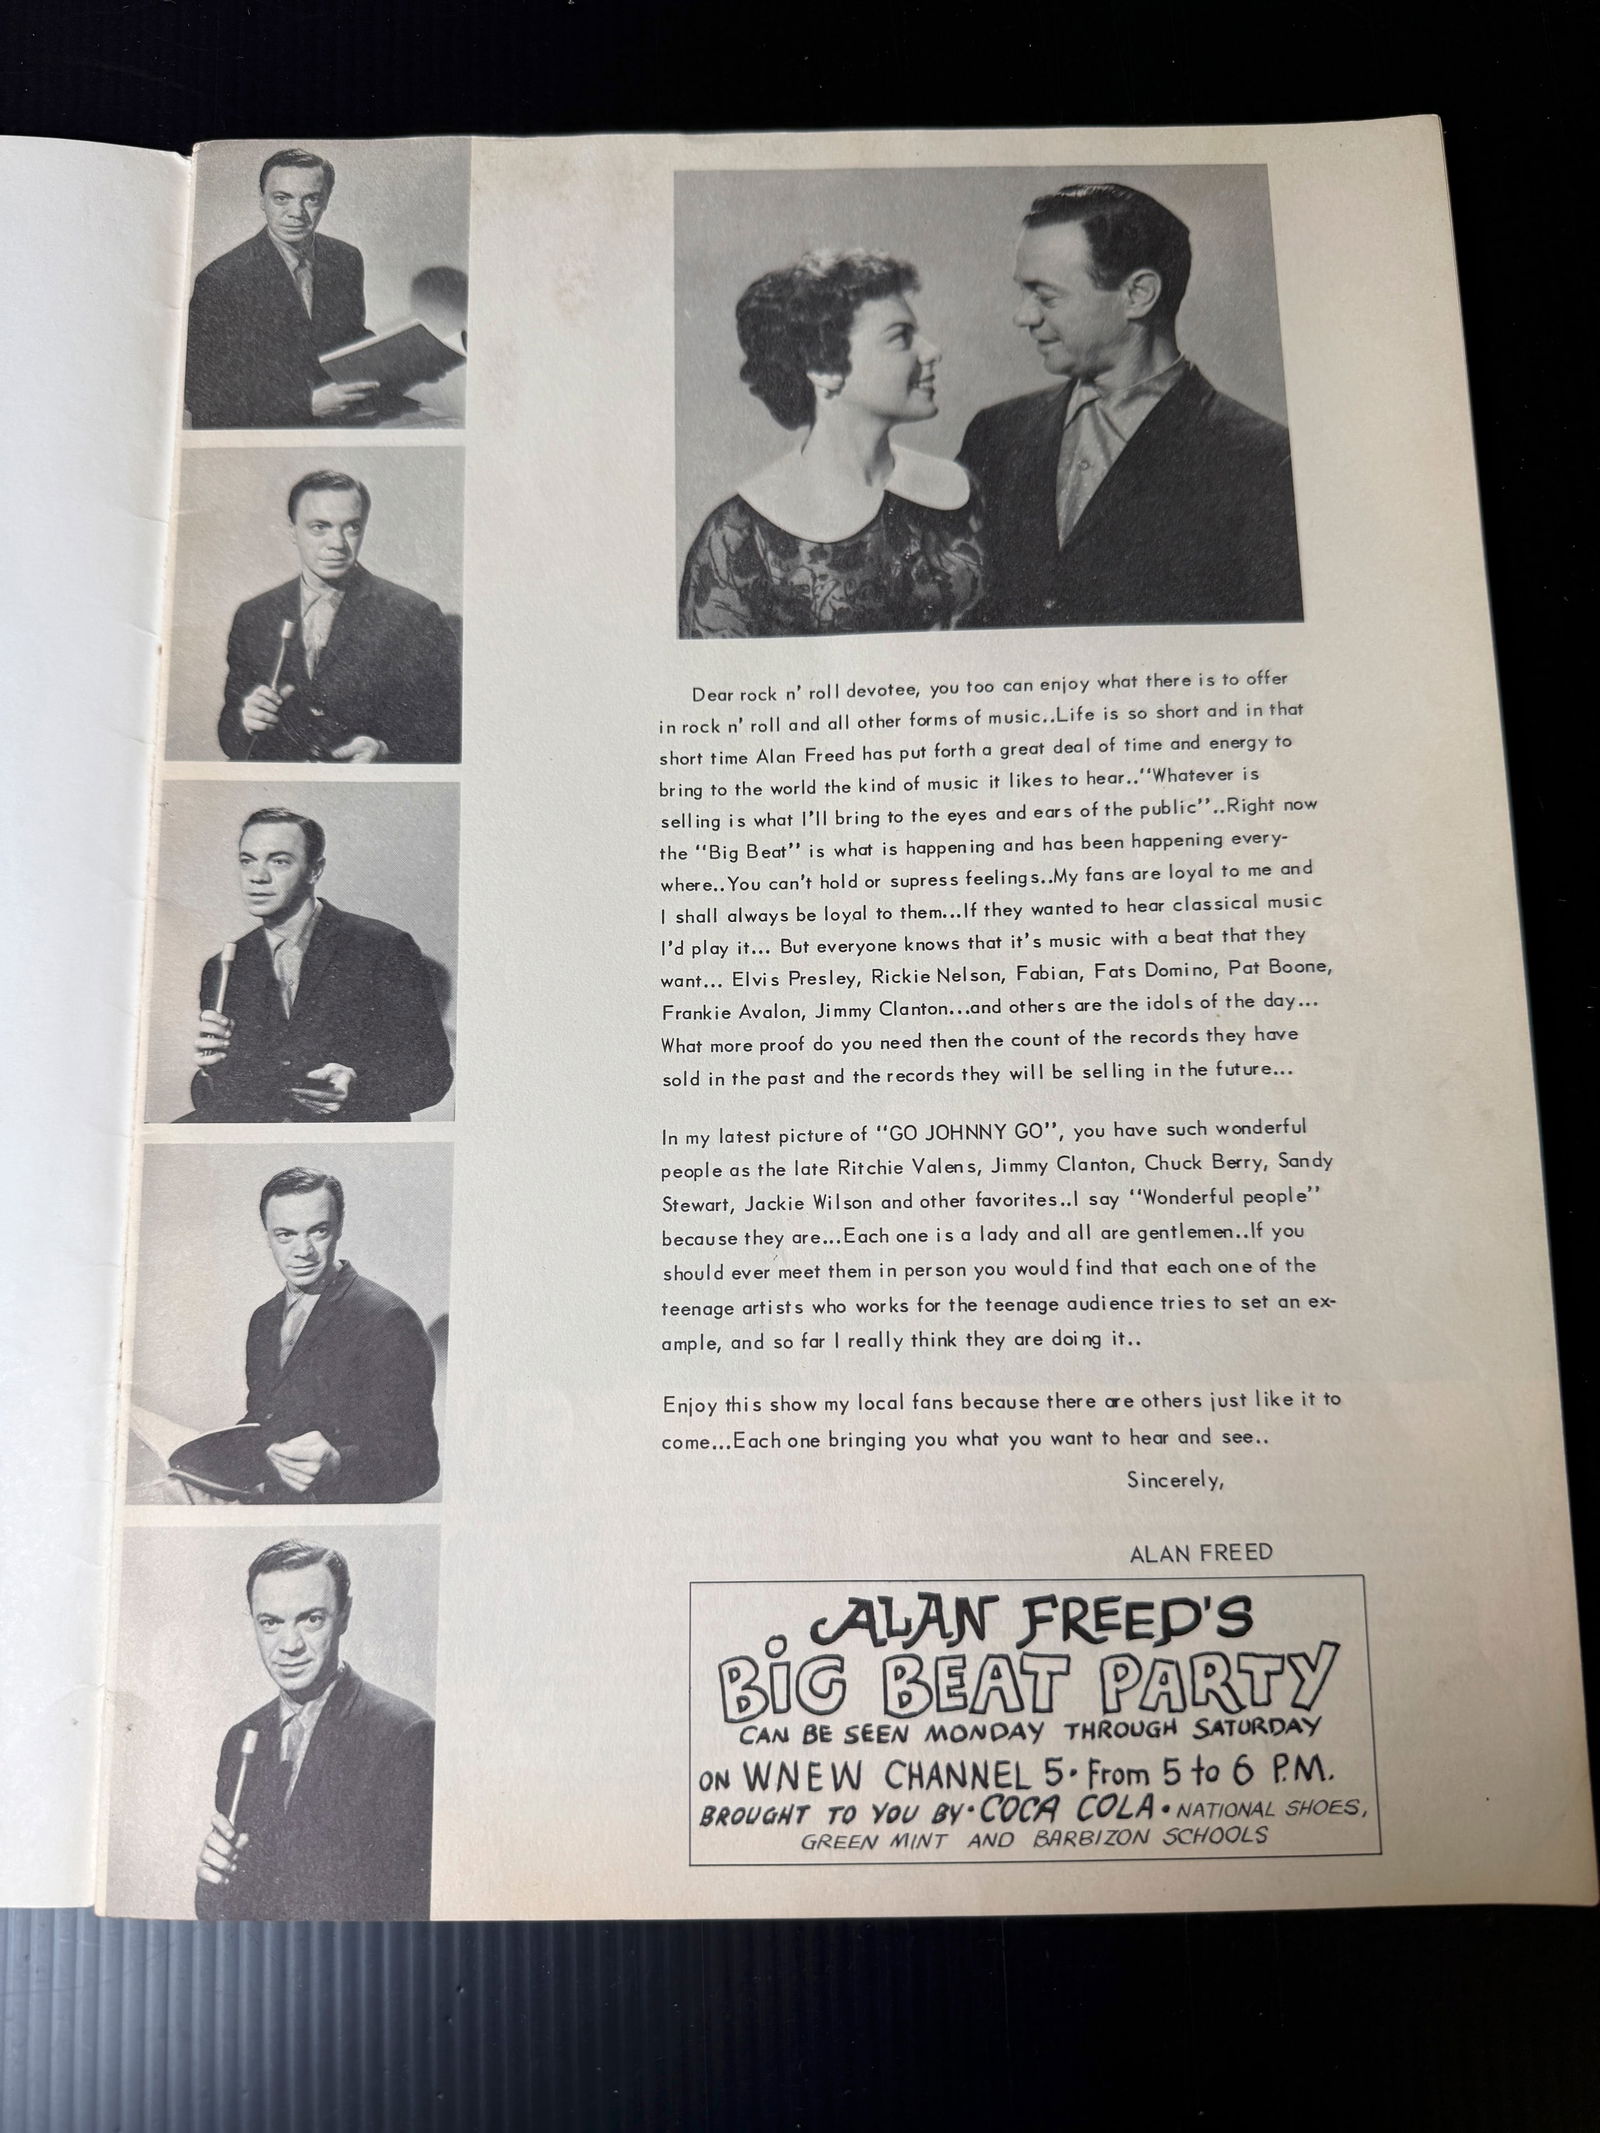 Dear rock n' roll devotee, you too can enjoy what there is to offer
in rock n' roll and all other forms of music..Life is so short and in that
short time Alan Freed has put forth a great deal of time and energy to
bring to the world the kind of music it likes to hear.."Whatever is
selling is what I'll bring to the eyes and ears of the public"..Right now
the "Big Beat" is what is happening and has been happening every-
where..You can't hold or supress feelings..My fans are loyal to me and
I shall always be loyal to them...If they wanted to hear classical music
I'd play it... But everyone knows that it's music with a beat that they
want... Elvis Presley, Rickie Nelson, Fabian, Fats Domino, Pat Boone,
Frankie Avalon, Jimmy Clanton...and others are the idols of the day...
What more proof do you need then the count of the records they have
sold in the past and the records they will be selling in the future...
In my latest picture of "GO JOHNNY GO", you have such wonderful
people as the late Ritchie Valens, Jimmy Clanton, Chuck Berry, Sandy
Stewart, Jackie Wilson and other favorites..I say "Wonderful people"
because they are...Each one is a lady and all are gentlemen..If you
should ever meet them in person you would find that each one of the
teenage artists who works for the teenage audience tries to set an ex-
ample, and so far I really think they are doing it..
Enjoy this show my local fans because there are others just like it to
come...Each one bringing you what you want to hear and see..
Sincerely,
ALAN FREED
ALAN FREED'S
BiG BEAT PARTY
CAN BE SEEN MONDAY THROUGH SATURDAY
ON WNEW CHANNEL 5 • From 5 to 6 P.M.
BROUGHT TO YOU BY • COCA COLA • NATIONAL SHOES,
GREEN MINT AND BARBIZON SCHOOLS